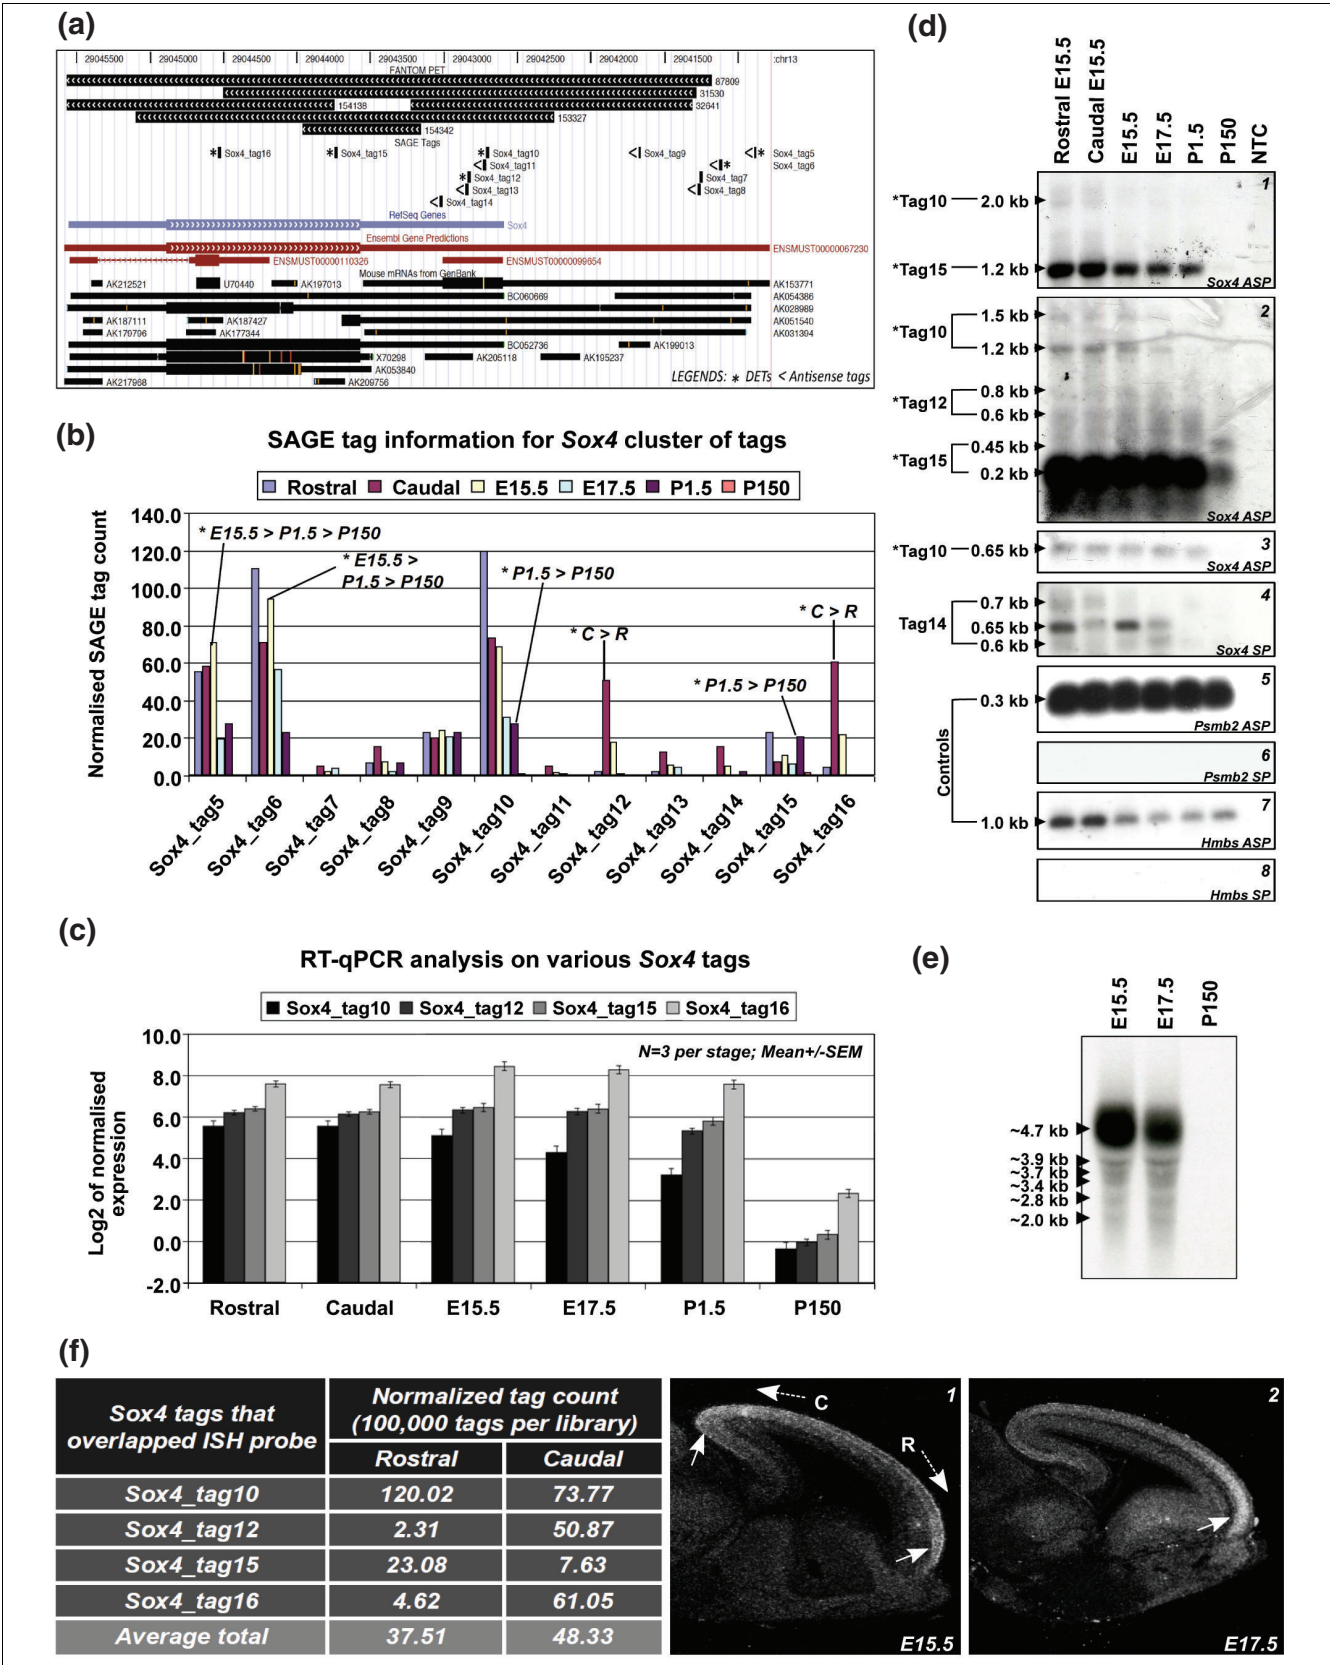 (a)
29045500 29045000 29044500 29044000 29043500 29043000 29042500 29042000 29041500 :chr13
FANTOM PET
87809
31530
154138 32641
153327
154342
SAGE Tags
* Sox4_tag16 * Sox4_tag15 * Sox4_tag10 < Sox4_tag9 < * Sox4_tag5
< Sox4_tag11 < * Sox4_tag6
* Sox4_tag12 Sox4_tag7
< Sox4_tag13 < Sox4_tag8
< Sox4_tag14
RefSeq Genes
Sox4
Ensembl Gene Predictions
ENSMUST00000067230
ENSMUST00000110326 ENSMUST00000099654
Mouse mRNAs from GenBank
AK212521 U70440 AK197013 AK153771
BC060669 AK054386
AK028989
AK187111 AK187427 AK051540
AK179796 AK177344 AK031394
BC052736 AK199013
X70298 AK205118 AK195237
AK053840
AK217968 AK209756
LEGENDS: * DETs < Antisense tags
(b)
SAGE tag information for Sox4 cluster of tags
Rostral Caudal E15.5 E17.5 P1.5 P150
Normalised SAGE tag count
140.0
120.0
100.0
80.0
60.0
40.0
20.0
0.0
* E15.5 > P1.5 > P150
* E15.5 >
P1.5 > P150
* P1.5 > P150
* C > R
* P1.5 > P150
* C > R
Sox4_tag5 Sox4_tag6 Sox4_tag7 Sox4_tag8 Sox4_tag9 Sox4_tag10 Sox4_tag11 Sox4_tag12 Sox4_tag13 Sox4_tag14 Sox4_tag15 Sox4_tag16
(c)
RT-qPCR analysis on various Sox4 tags
Sox4_tag10 Sox4_tag12 Sox4_tag15 Sox4_tag16
N=3 per stage; Mean+/-SEM
Log2 of normalised
expression
10.0
8.0
6.0
4.0
2.0
0.0
-2.0
Rostral Caudal E15.5 E17.5 P1.5 P150
(d)
Rostral E15.5 Caudal E15.5 E15.5 E17.5 P1.5 P150 NTC
1
*Tag10 2.0 kb
*Tag15 1.2 kb
Sox4 ASP
2
1.5 kb
*Tag10
1.2 kb
0.8 kb
*Tag12
0.6 kb
0.45 kb
*Tag15
0.2 kb
Sox4 ASP
3
*Tag10 0.65 kb
Sox4 ASP
4
0.7 kb
Tag14 0.65 kb
0.6 kb
Sox4 SP
5
0.3 kb
Psmb2 ASP
Controls
6
Psmb2 SP
7
1.0 kb
Hmbs ASP
8
Hmbs SP
(e)
E15.5 E17.5 P150
~4.7 kb
~3.9 kb
~3.7 kb
~3.4 kb
~2.8 kb
~2.0 kb
(f)
Sox4 tags that
overlapped ISH probe
Normalized tag count
(100,000 tags per library)
Rostral Caudal
Sox4_tag10 120.02 73.77
Sox4_tag12 2.31 50.87
Sox4_tag15 23.08 7.63
Sox4_tag16 4.62 61.05
Average total 37.51 48.33
1
C
R
E15.5
2
E17.5